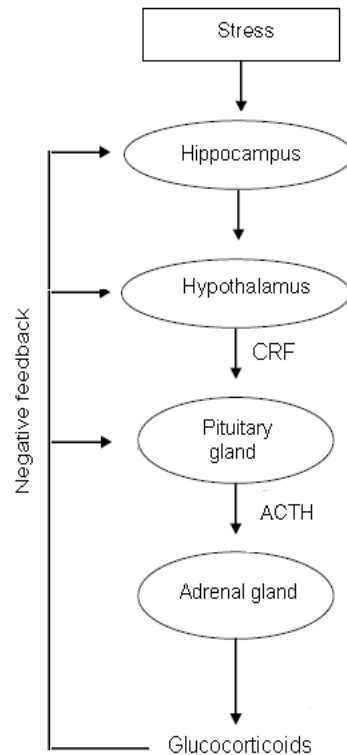 Stress
Hippocampus
Hypothalamus
CRF
Pituitary
gland
ACTH
Adrenal gland
Glucocorticoids
Negative feedback